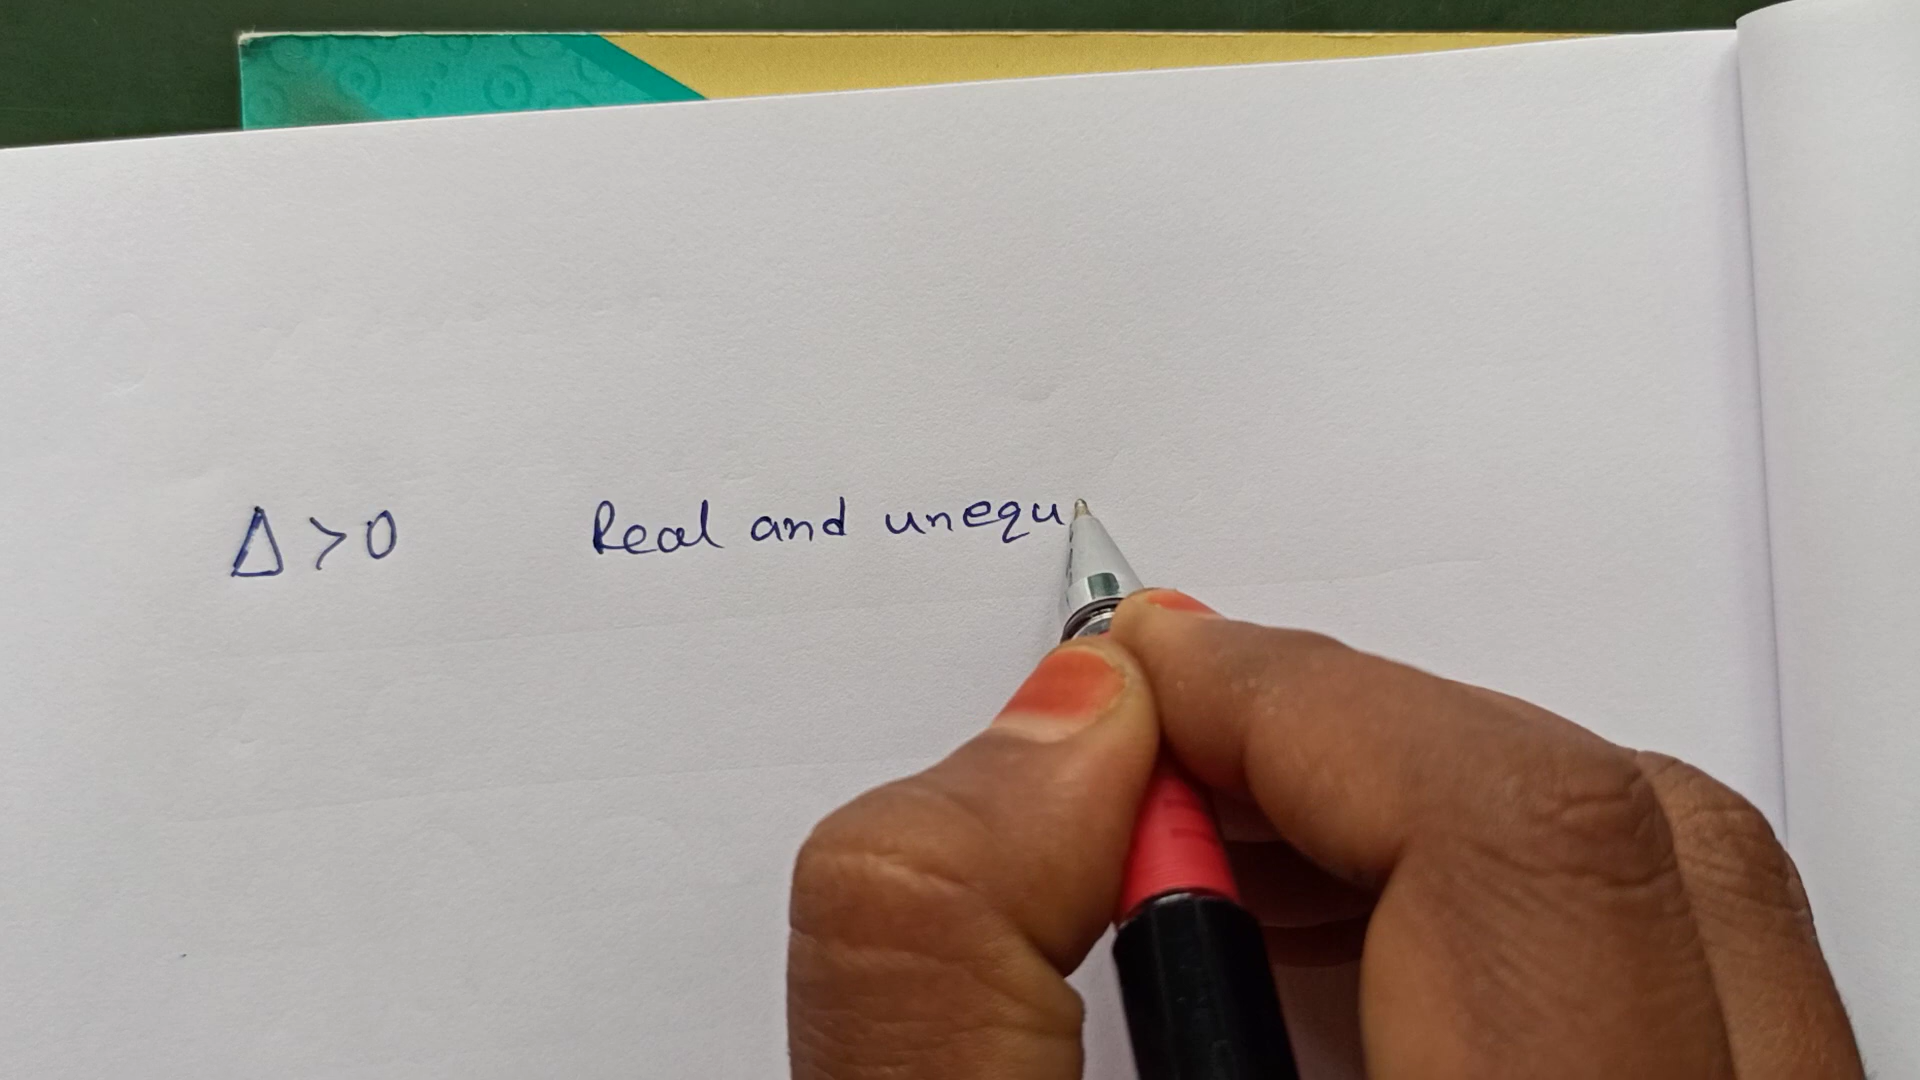 Δ > 0 Real and unequ